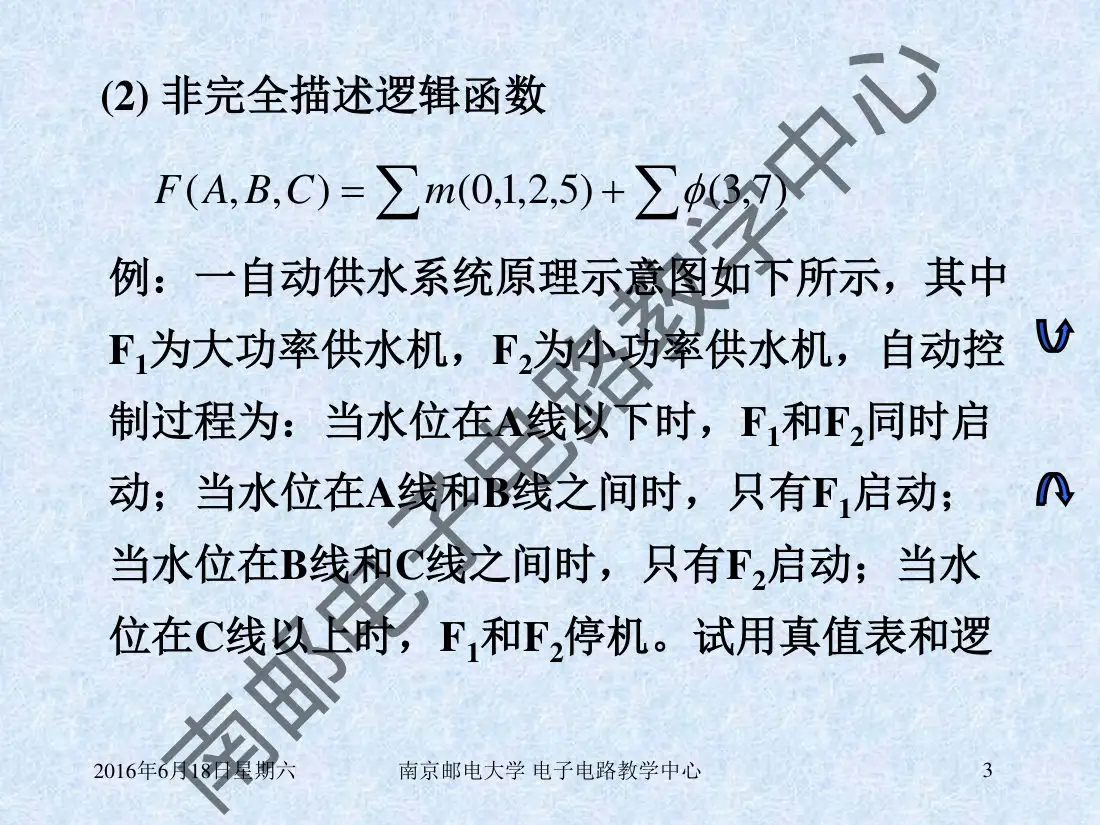 (2) 非完全描述逻辑函数
F(A,B,C)=∑m(0,1,2,5)+∑ϕ(3,7)
例：一自动供水系统原理示意图如下所示，其中
F₁为大功率供水机，F₂为小功率供水机，自动控
制过程为：当水位在A线以下时，F₁和F₂同时启
动；当水位在A线和B线之间时，只有F₁启动；
当水位在B线和C线之间时，只有F₂启动；当水
位在C线以上时，F₁和F₂停机。试用真值表和逻
南邮电子电路教学中心
2016年6月18日星期六 南京邮电大学 电子电路教学中心 3